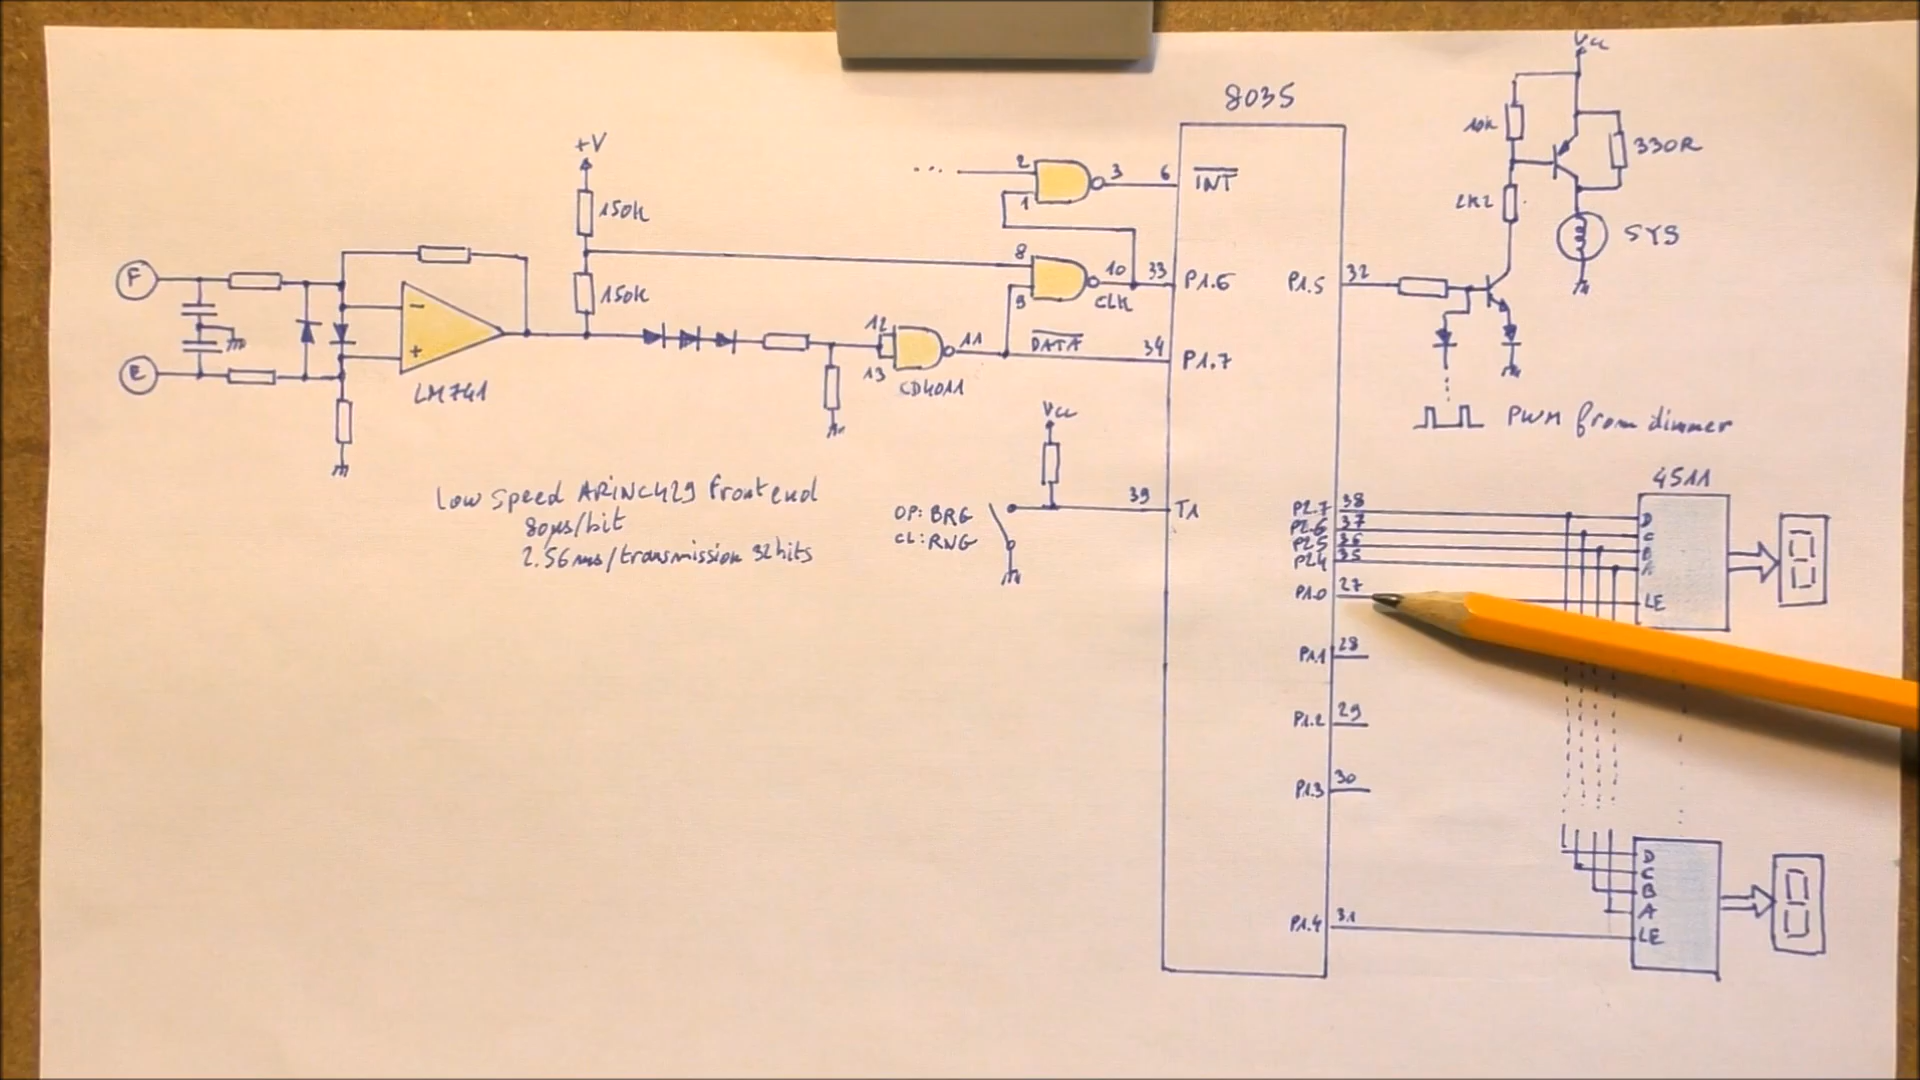 8035
Vcc
10k
330R
2k2
SYS
+V
150k
150k
...
2
3
1
6
INT
8
9
10
CLK
33
P1.6
P1.5
32
F
E
-
+
LM741
12
13
11
CD4011
DATA
34
P1.7
PWM from dimmer
Low speed ARINC429 front end
80µs/bit
2.56ms/transmission 32bits
Vcc
OP: BRG
CL: RNG
39
T1
4511
P2.7
38
P2.6
37
P2.5
36
P2.4
35
P1.0
27
D
C
B
A
LE
P1.1
28
P1.2
29
P1.3
30
P1.4
31
D
C
B
A
LE